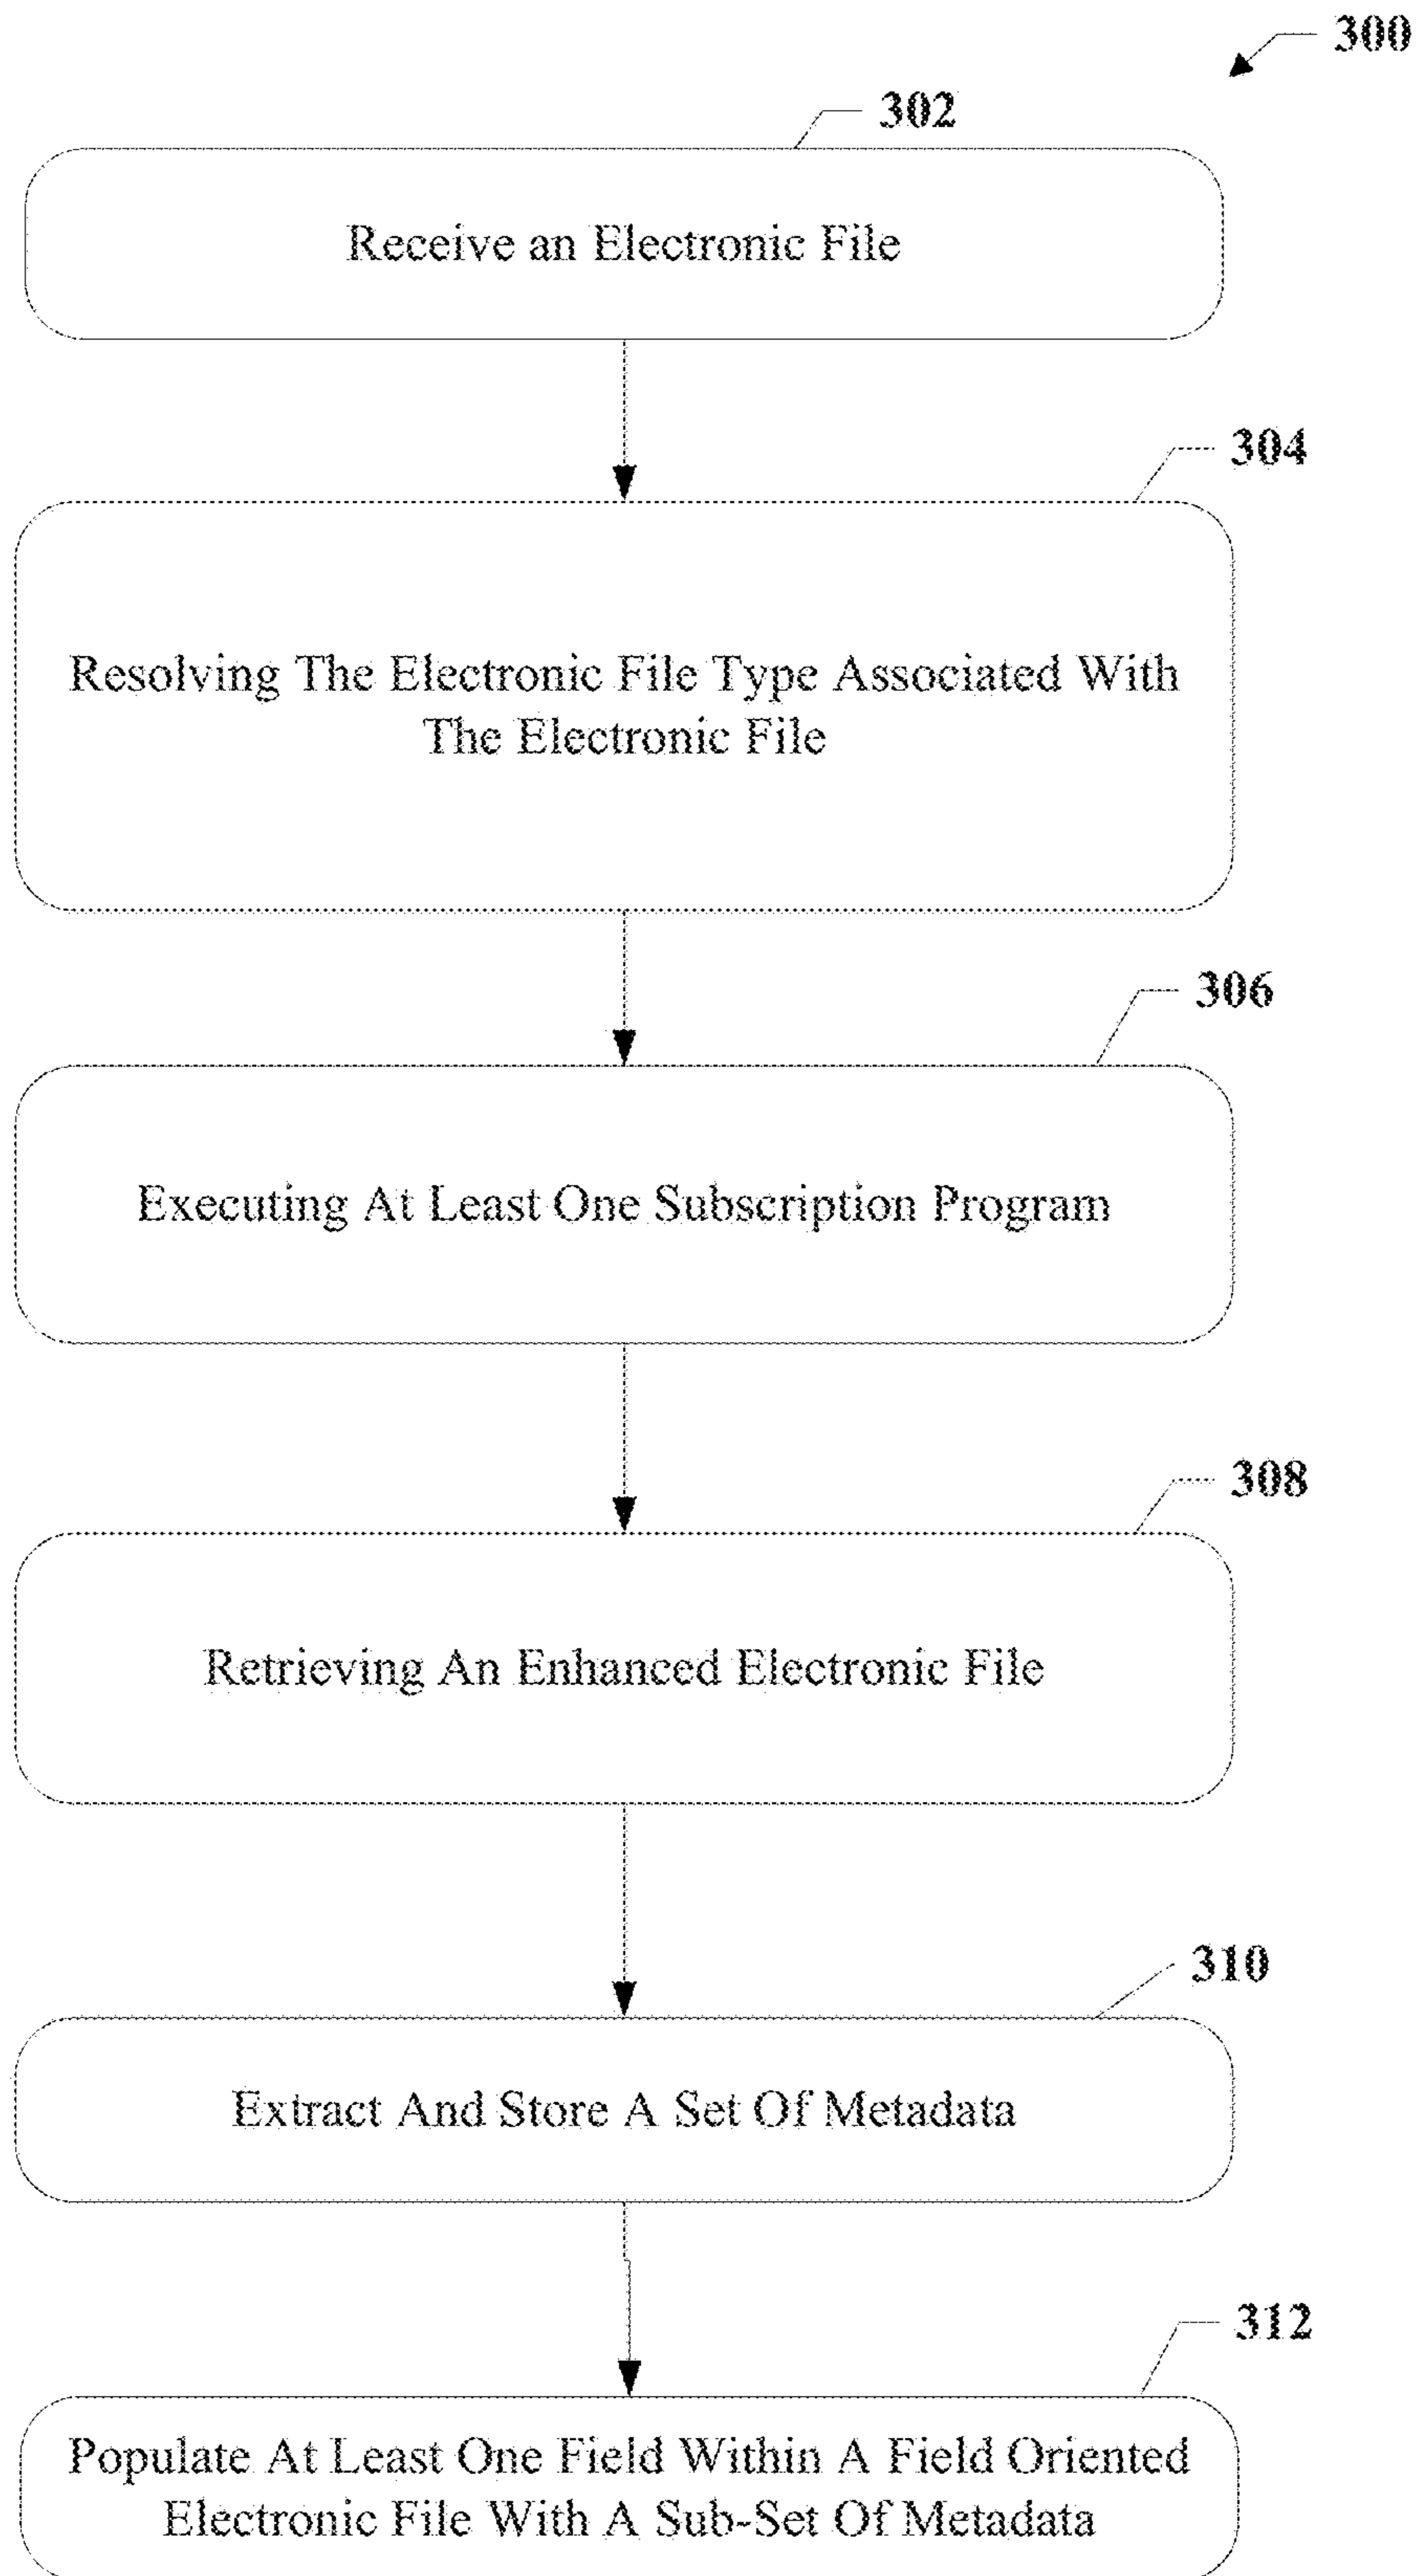 300
302
Receive an Electronic File
304
Resolving The Electronic File Type Associated With
The Electronic File
306
Executing At Least One Subscription Program
308
Retrieving An Enhanced Electronic File
310
Extract And Store A Set Of Metadata
312
Populate At Least One Field Within A Field Oriented
Electronic File With A Sub-Set Of Metadata